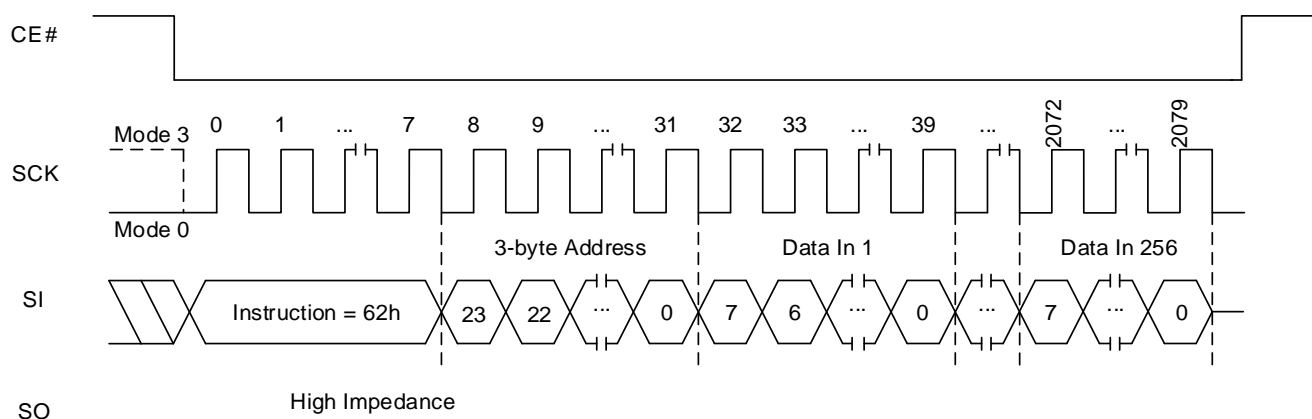 CE#
0 1 ... 7 8 9 ... 31 32 33 ... 39 ... 2072 ... 2079
Mode 3
SCK
Mode 0
3-byte Address Data In 1 Data In 256
SI Instruction = 62h 23 22 ... 0 7 6 ... 0 ... 7 ... 0
High Impedance
SO